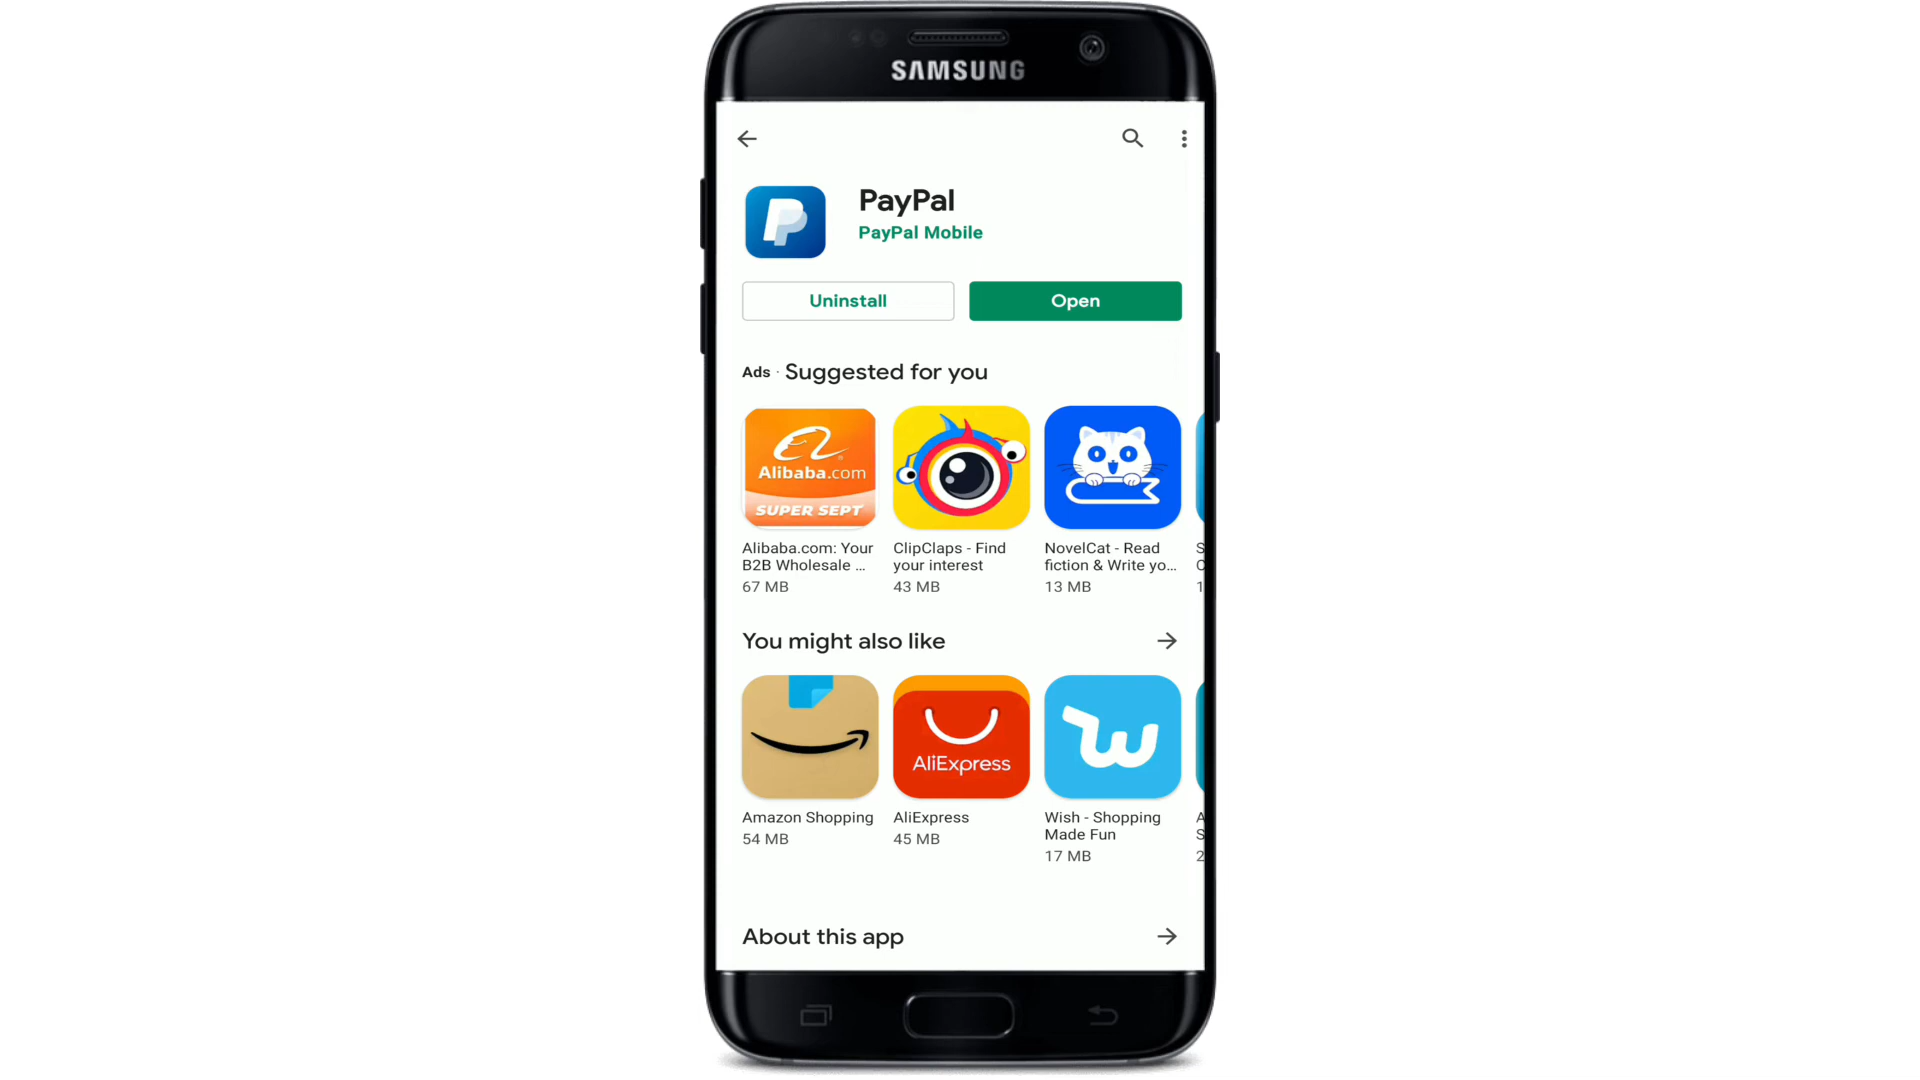 SAMSUNG
PayPal
PayPal Mobile
Uninstall
Open
Ads · Suggested for you
Alibaba.com
SUPER SEPT
Alibaba.com: Your
B2B Wholesale ...
67 MB
ClipClaps - Find
your interest
43 MB
NovelCat - Read
fiction & Write yo...
13 MB
S
C
1
You might also like
AliExpress
Amazon Shopping
54 MB
AliExpress
45 MB
Wish - Shopping
Made Fun
17 MB
A
S
2
About this app